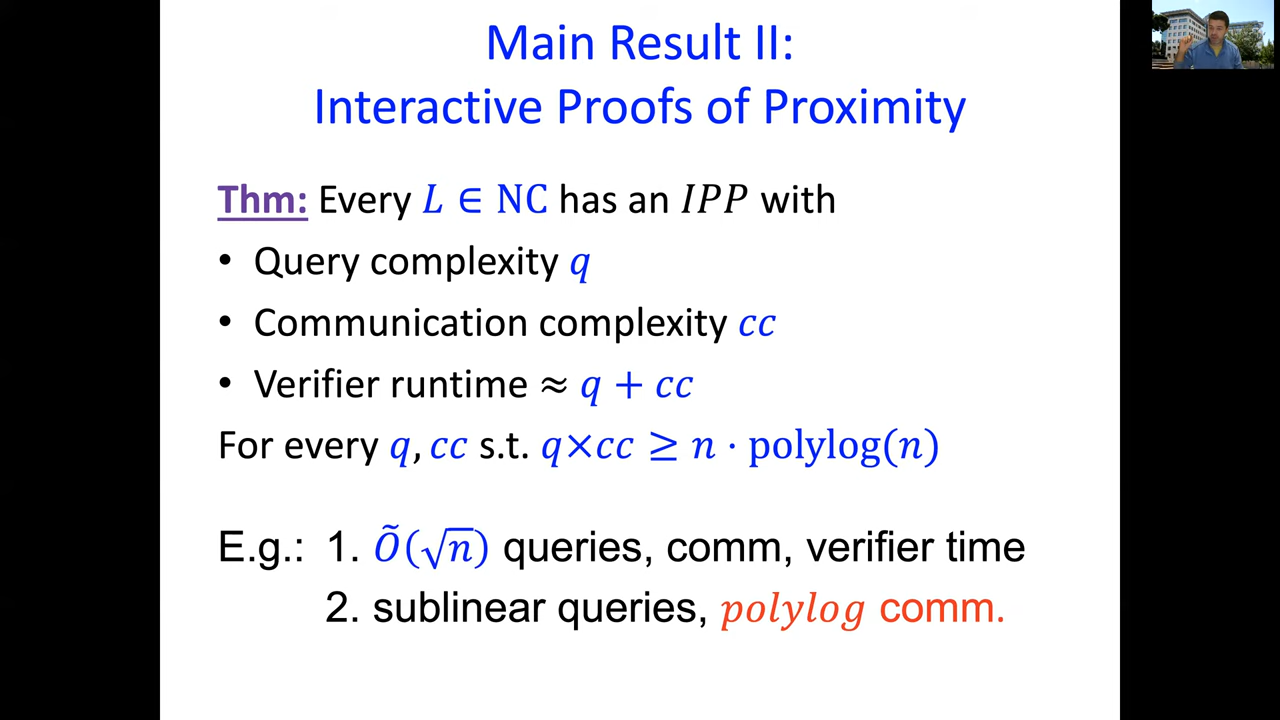 Main Result II:
Interactive Proofs of Proximity
Thm: Every L ∈ NC has an IPP with
• Query complexity q
• Communication complexity cc
• Verifier runtime ≈ q + cc
For every q, cc s.t. q×cc ≥ n · polylog(n)
E.g.: 1. Õ(√n) queries, comm, verifier time
2. sublinear queries, polylog comm.